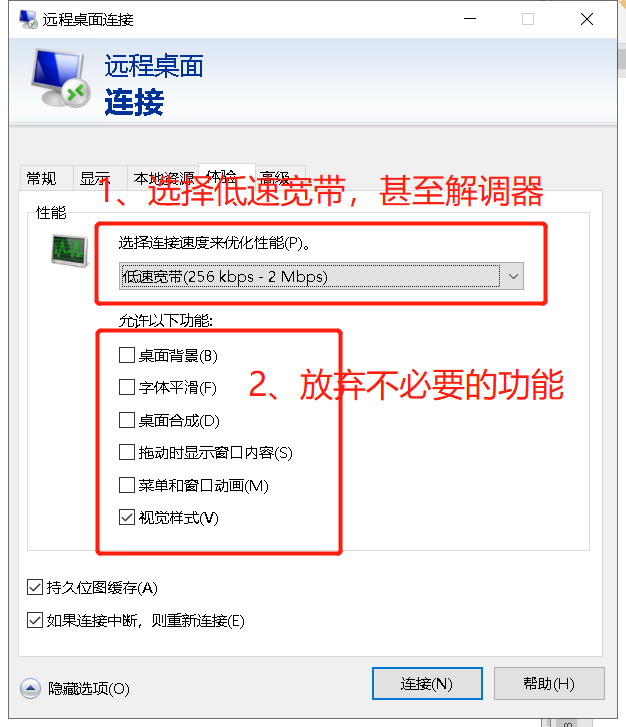 远程桌面连接
远程桌面
连接
常规 显示 本地资源 体验 高级
1、选择低速宽带，甚至解调器
性能
选择连接速度来优化性能(P)。
低速宽带(256 kbps - 2 Mbps)
允许以下功能:
桌面背景(B)
字体平滑(F)
2、放弃不必要的功能
桌面合成(D)
拖动时显示窗口内容(S)
菜单和窗口动画(M)
视觉样式(V)
持久位图缓存(A)
如果连接中断，则重新连接(E)
隐藏选项(O)
连接(N)
帮助(H)